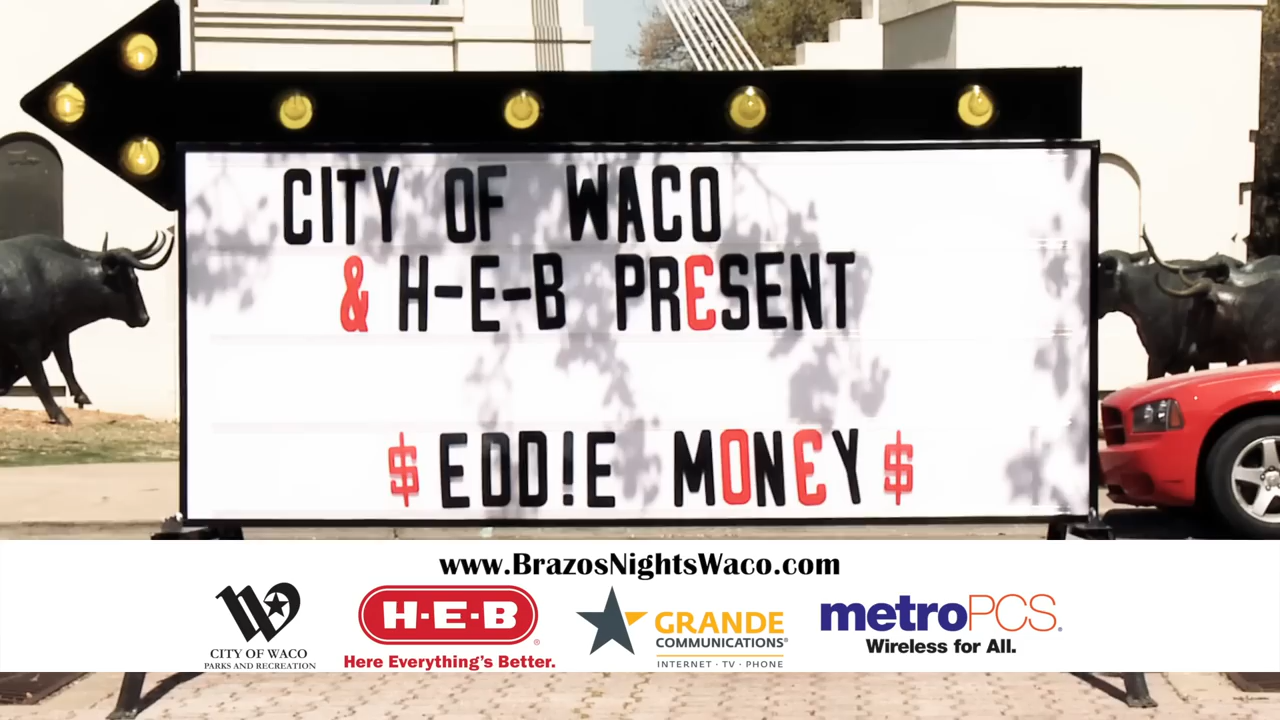 CITY OF WACO
& H-E-B PRESENT
$ EDD!E MONEY $
www.BrazosNightsWaco.com
W
CITY OF WACO
PARKS AND RECREATION
H-E-B®
Here Everything's Better.
GRANDE
COMMUNICATIONS®
INTERNET · TV · PHONE
metroPCS.
Wireless for All.